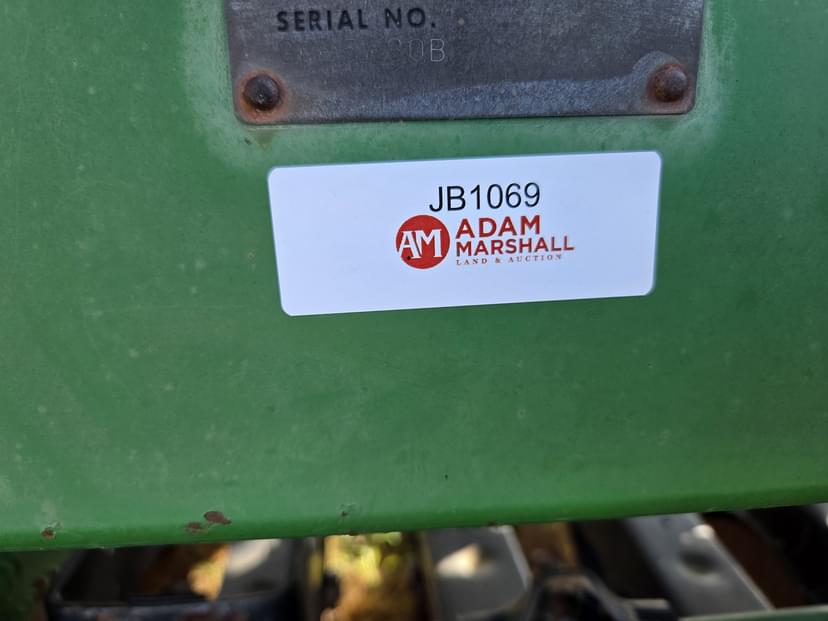 SERIAL NO.
JB1069
AM
ADAM
MARSHALL
LAND & AUCTION